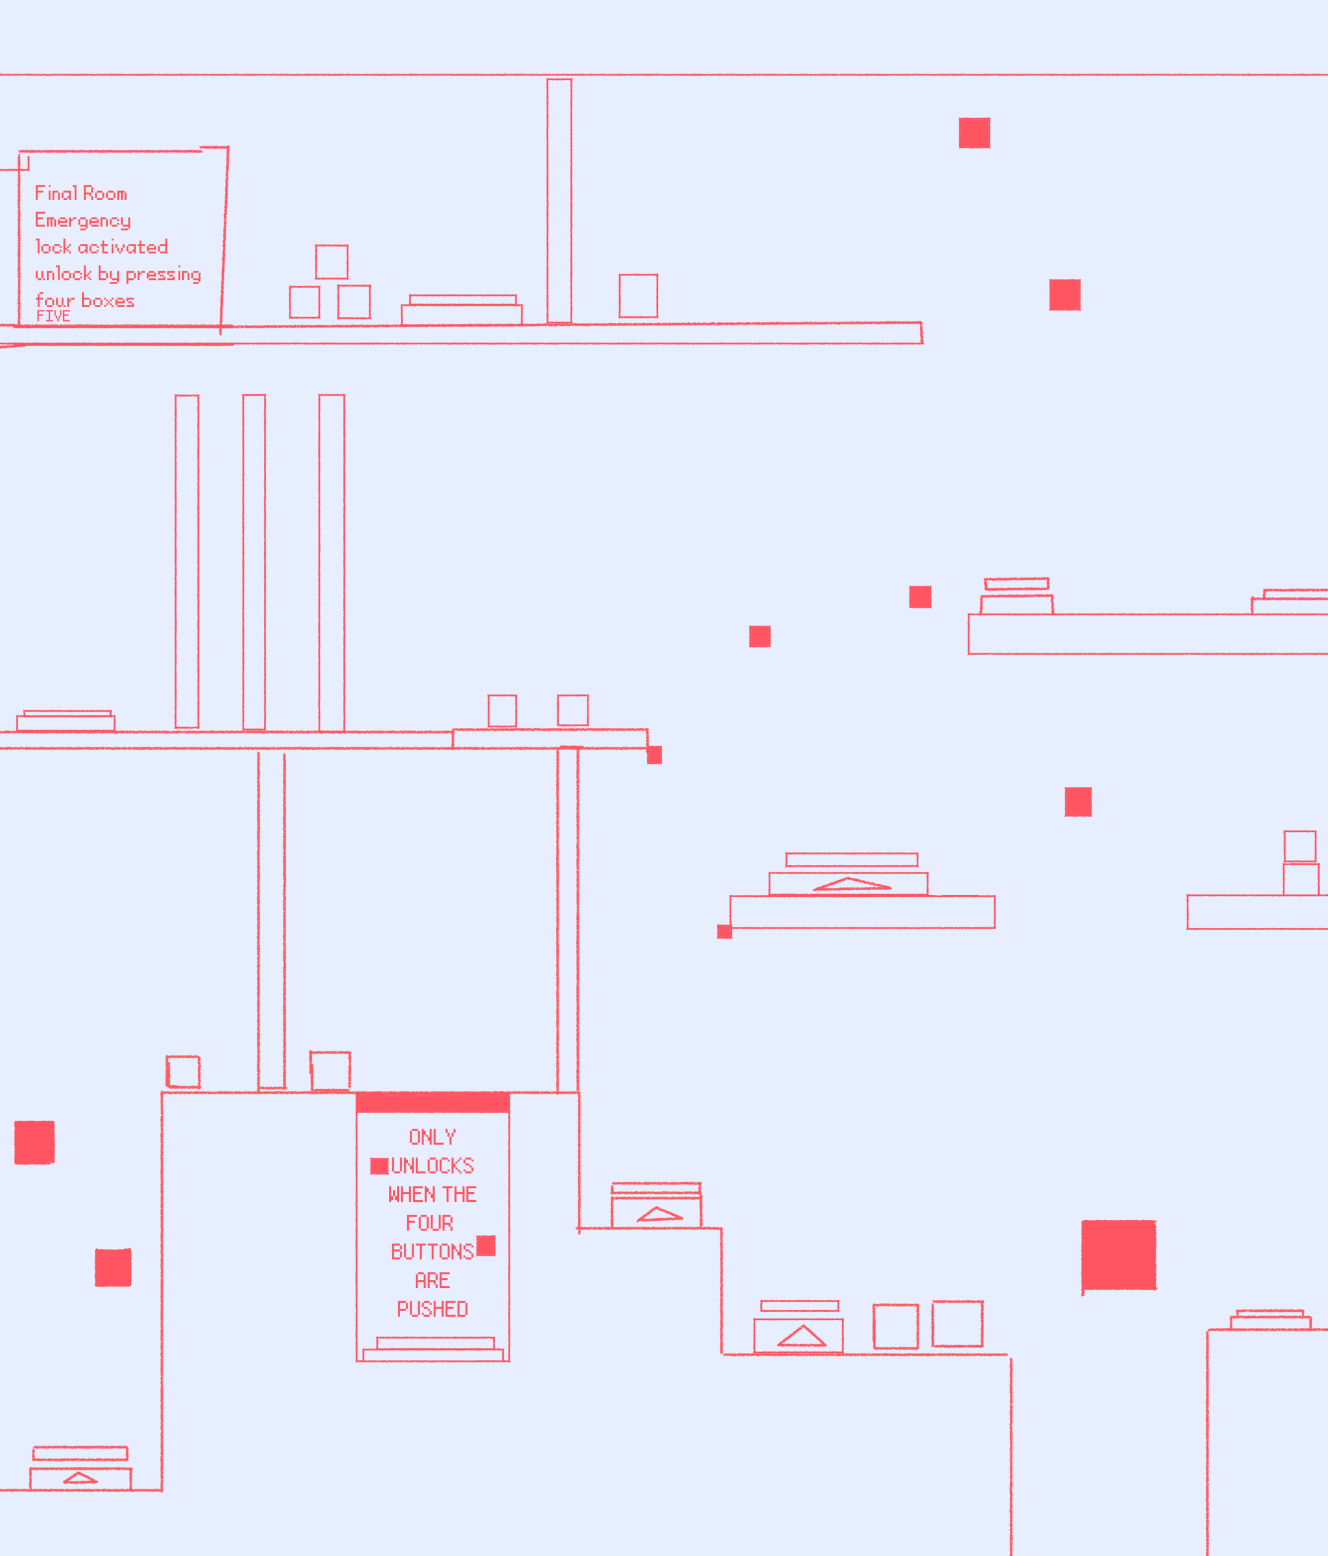 Final Room
Emergency
lock activated
unlock by pressing
four boxes
FIVE
ONLY
UNLOCKS
WHEN THE
FOUR
BUTTONS
ARE
PUSHED